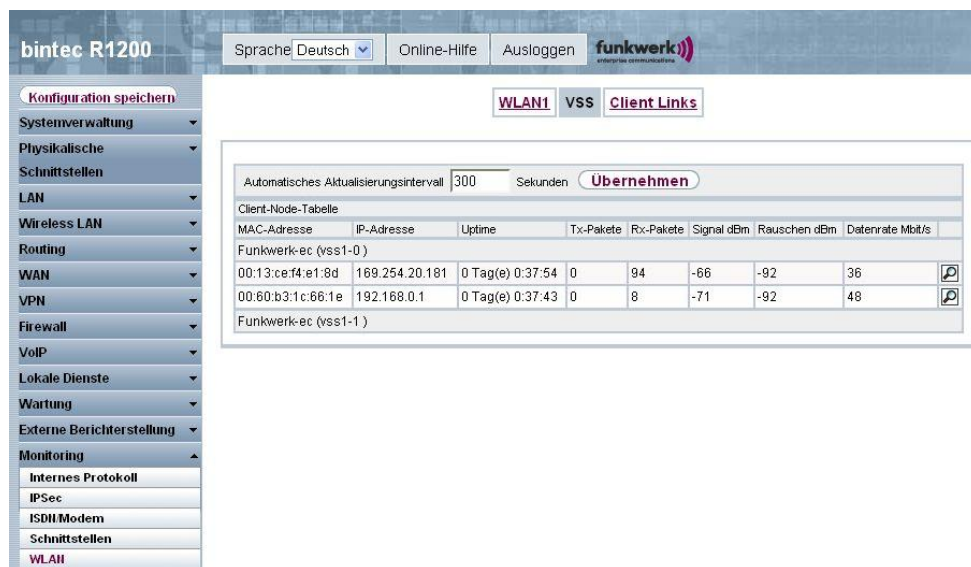 bintec R1200
Sprache Deutsch Online-Hilfe Ausloggen funkwerk
enterprise communications
Konfiguration speichern
Systemverwaltung
Physikalische
Schnittstellen
LAN
Wireless LAN
Routing
WAN
VPN
Firewall
VoIP
Lokale Dienste
Wartung
Externe Berichterstellung
Monitoring
Internes Protokoll
IPSec
ISDN/Modem
Schnittstellen
WLAN
WLAN1 VSS Client Links
Automatisches Aktualisierungsintervall 300 Sekunden Übernehmen
Client-Node-Tabelle
MAC-Adresse IP-Adresse Uptime Tx-Pakete Rx-Pakete Signal dBm Rauschen dBm Datenrate Mbit/s
Funkwerk-ec (vss1-0 )
00:13:ce:f4:e1:8d 169.254.20.181 0 Tag(e) 0:37:54 0 94 -66 -92 36
00:60:b3:1c:66:1e 192.168.0.1 0 Tag(e) 0:37:43 0 8 -71 -92 48
Funkwerk-ec (vss1-1 )